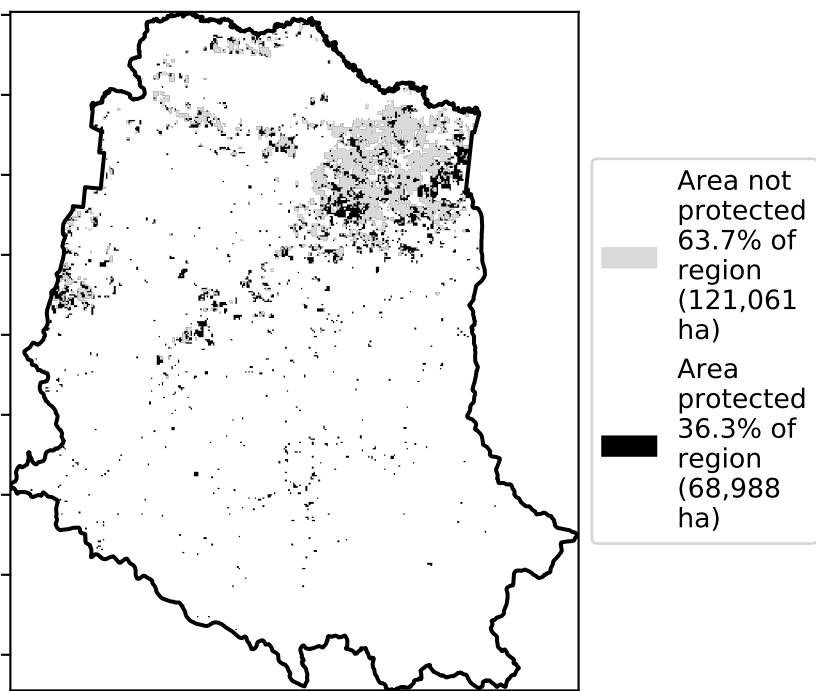 Area not
protected
63.7% of
region
(121,061
ha)
Area
protected
36.3% of
region
(68,988
ha)